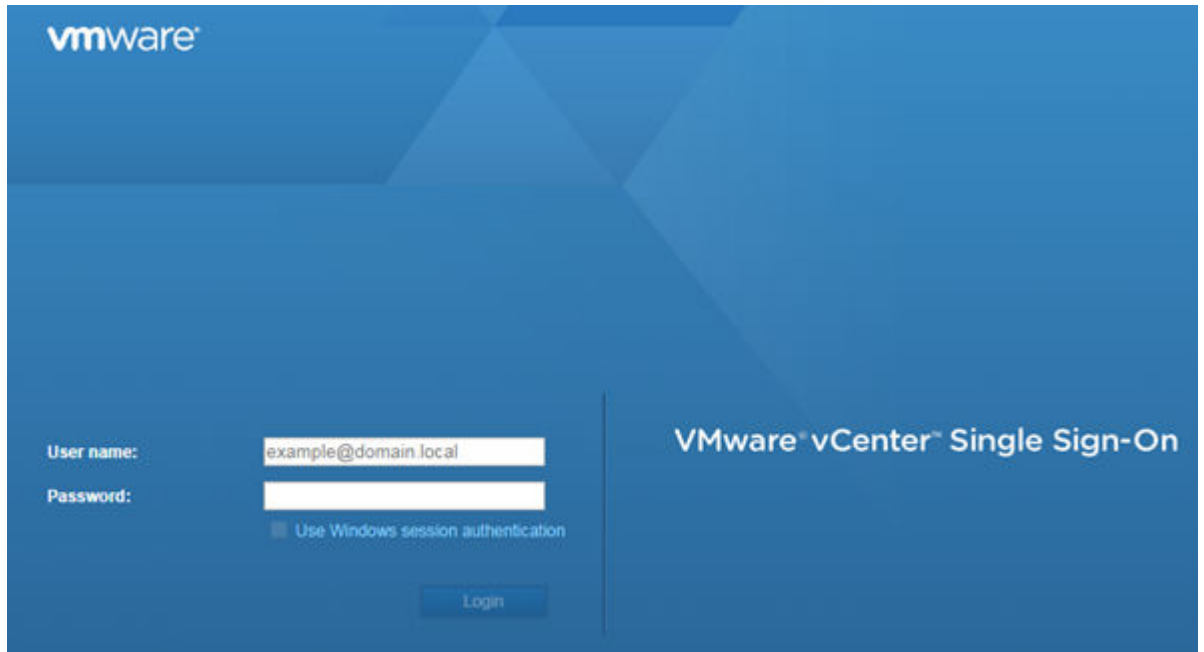 vmware®
User name:
example@domain.local
VMware® vCenter™ Single Sign-On
Password:
Use Windows session authentication
Login